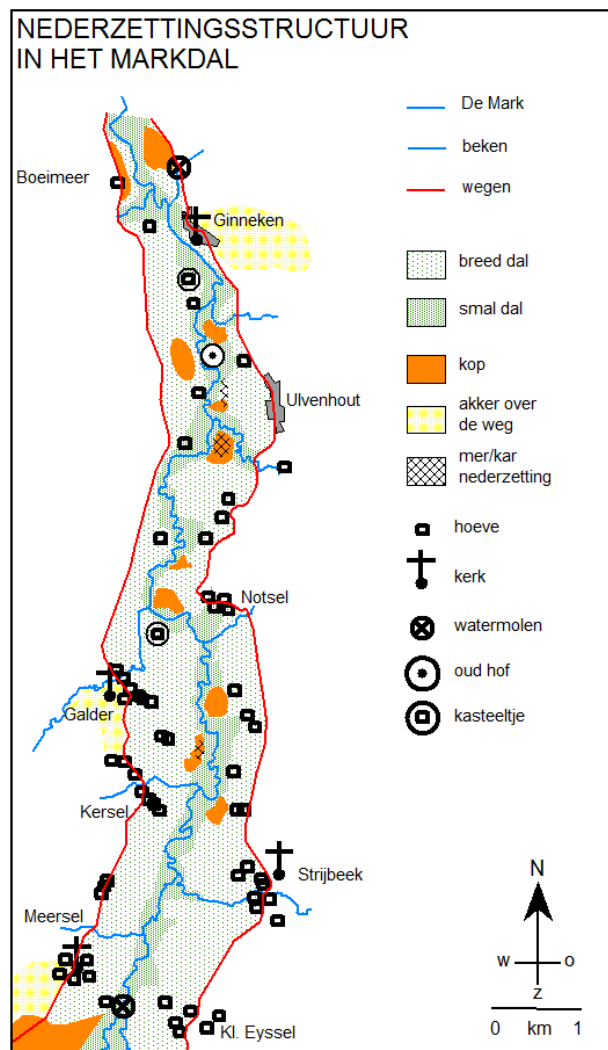 NEDERZETTINGSSTRUCTUUR
IN HET MARKDAL
De Mark
beken
wegen
breed dal
smal dal
kop
akker over
de weg
mer/kar
nederzetting
hoeve
kerk
watermolen
oud hof
kasteeltje
Boeimeer
Ginneken
Ulvenhout
Notsel
Galder
Kersel
Strijbeek
Meersel
Kl. Eyssel
N
w
o
z
0 km 1